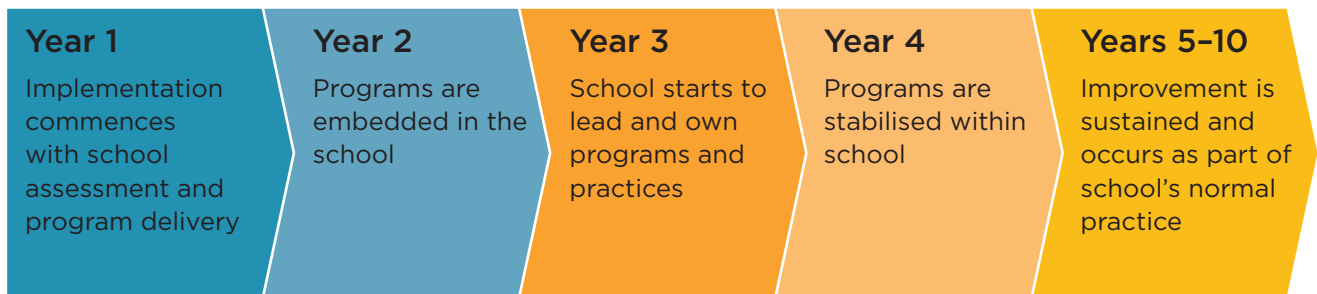 Year 1
Implementation
commences
with school
assessment and
program delivery
Year 2
Programs are
embedded in the
school
Year 3
School starts to
lead and own
programs and
practices
Year 4
Programs are
stabilised within
school
Years 5–10
Improvement is
sustained and
occurs as part of
school’s normal
practice